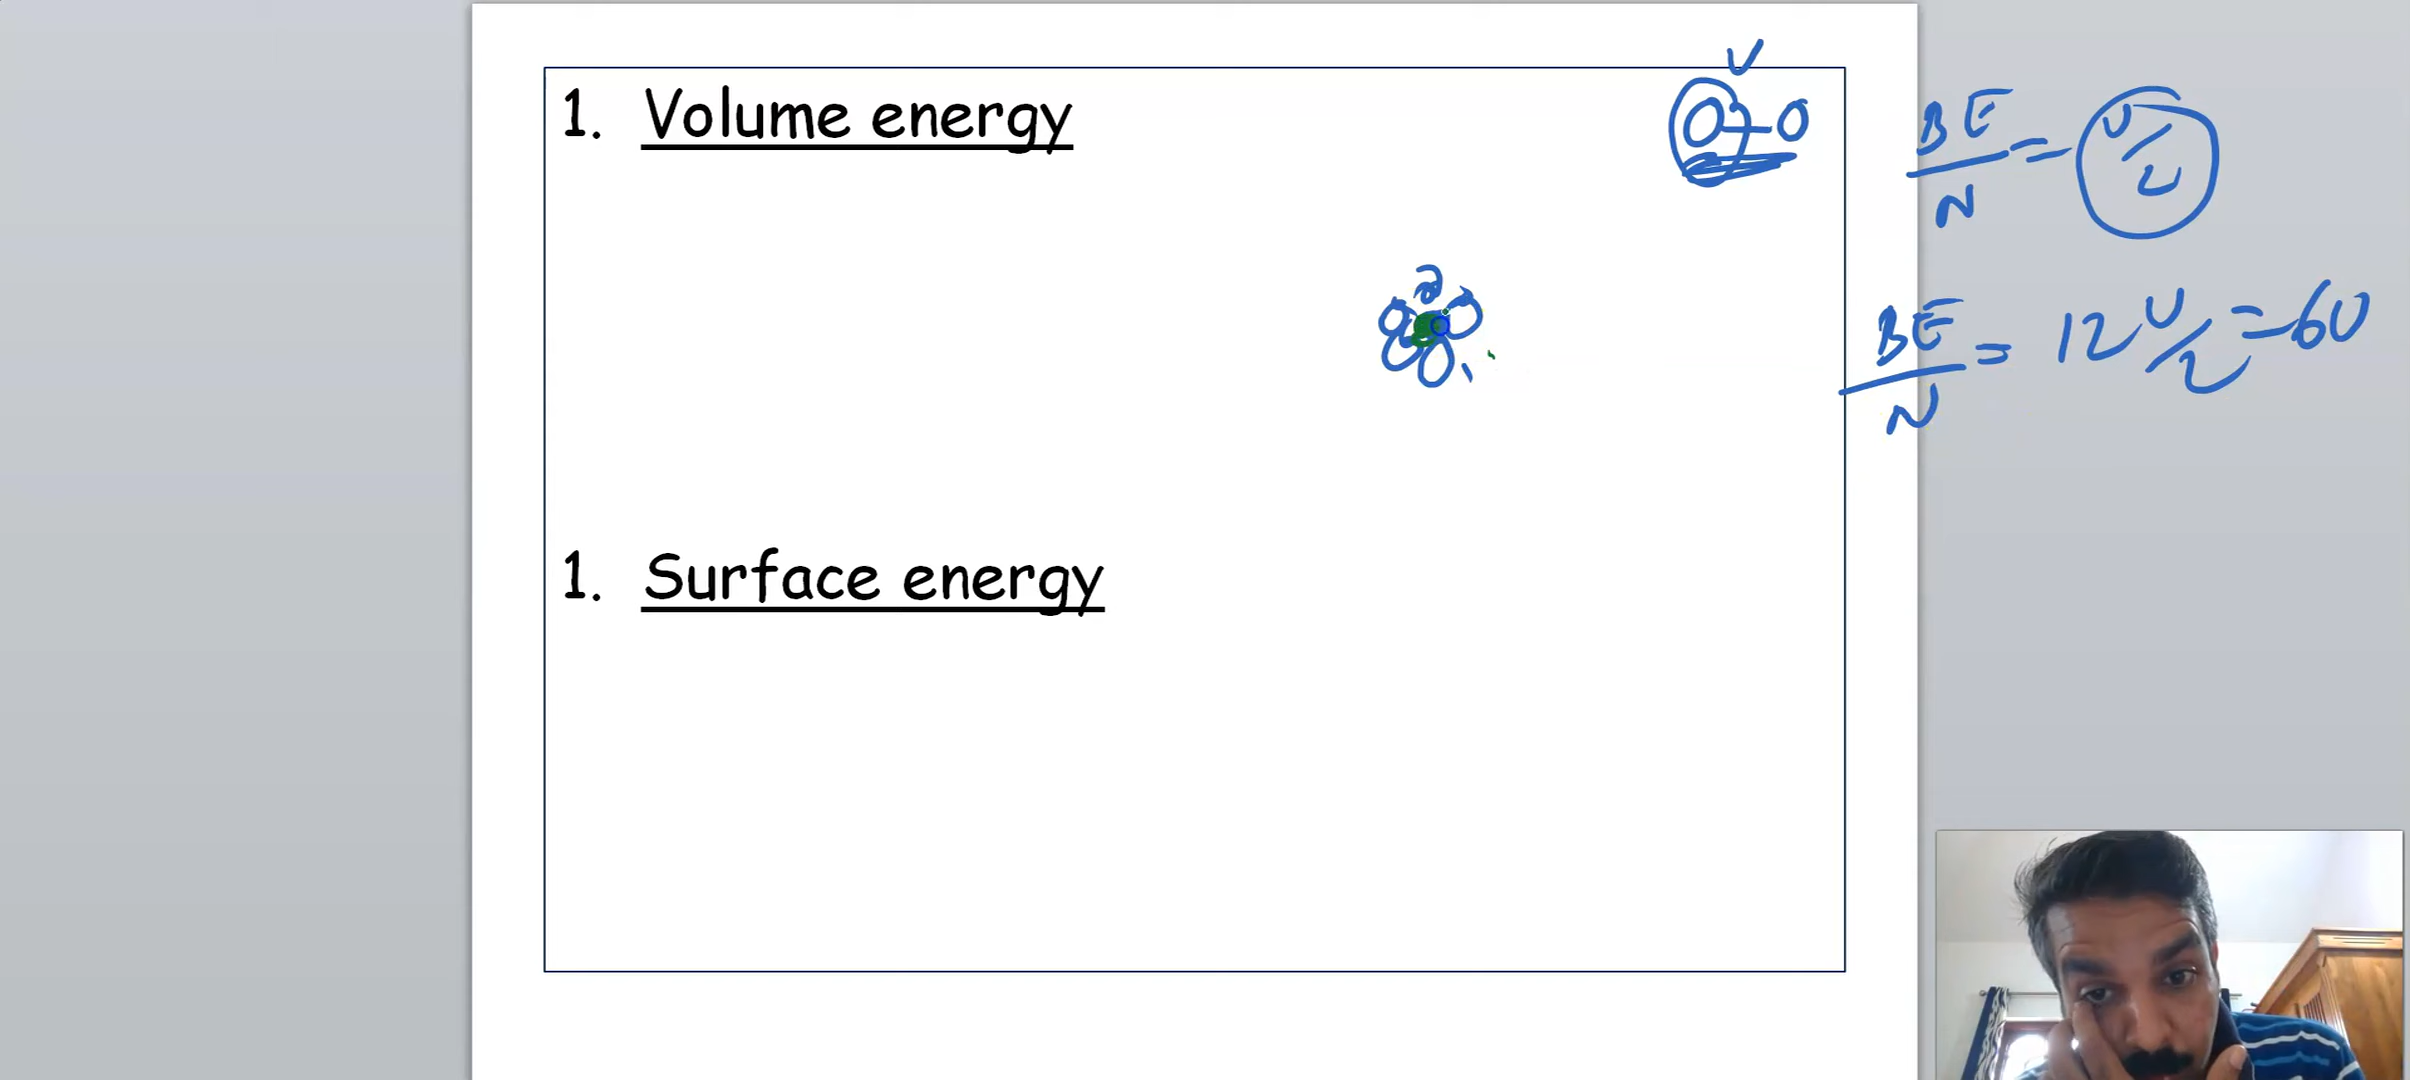 1. Volume energy
U
O-O
BE/N = U/2
BE/N = 12 U/2 = 6U
1. Surface energy